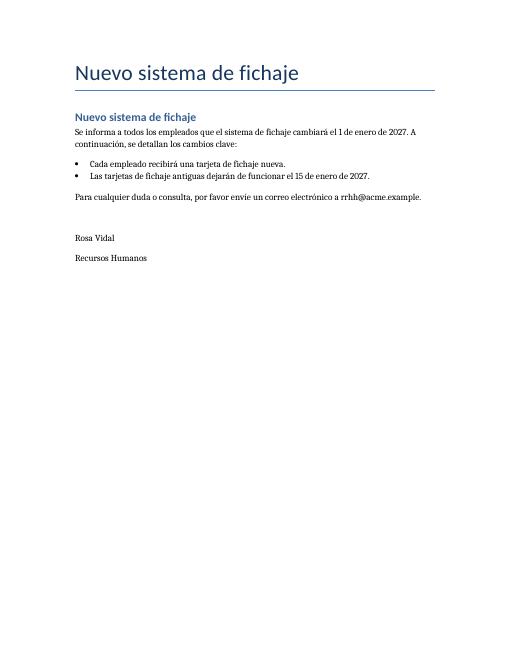 Nuevo sistema de fichaje
Nuevo sistema de fichaje
Se informa a todos los empleados que el sistema de fichaje cambiará el 1 de enero de 2027. A
continuación, se detallan los cambios clave:
• Cada empleado recibirá una tarjeta de fichaje nueva.
• Las tarjetas de fichaje antiguas dejarán de funcionar el 15 de enero de 2027.
Para cualquier duda o consulta, por favor envíe un correo electrónico a rrhh@acme.example.
Rosa Vidal
Recursos Humanos